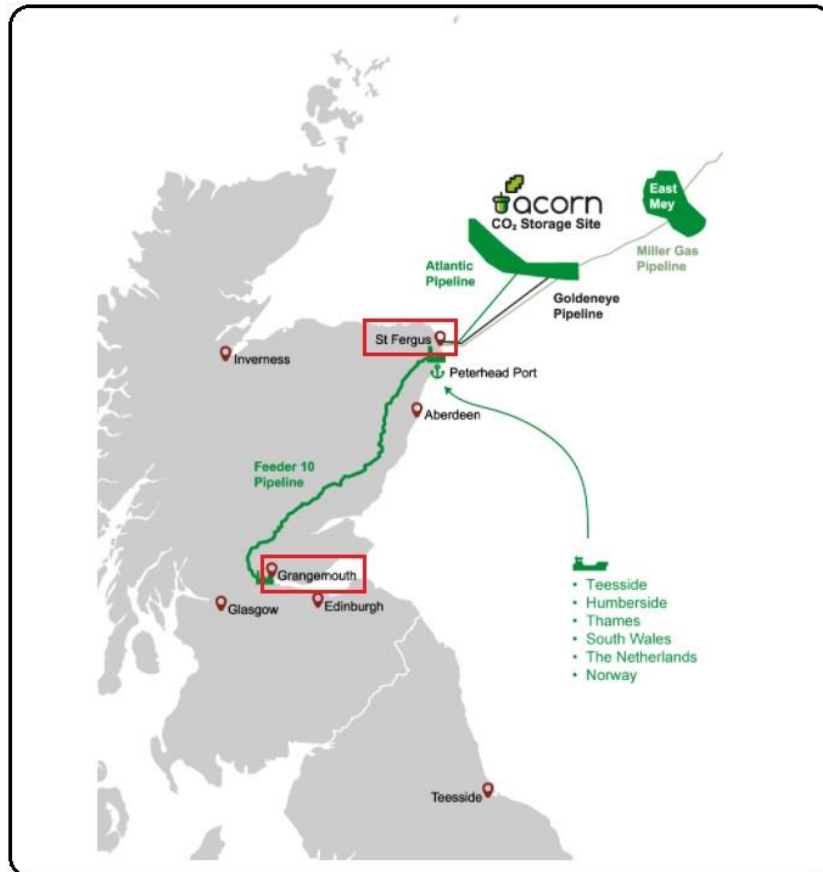 acorn
CO₂ Storage Site
East
Mey
Miller Gas
Pipeline
Atlantic
Pipeline
Goldeneye
Pipeline
St Fergus
Inverness
Peterhead Port
Aberdeen
Feeder 10
Pipeline
Grangemouth
Glasgow
Edinburgh
• Teesside
• Humberside
• Thames
• South Wales
• The Netherlands
• Norway
Teesside